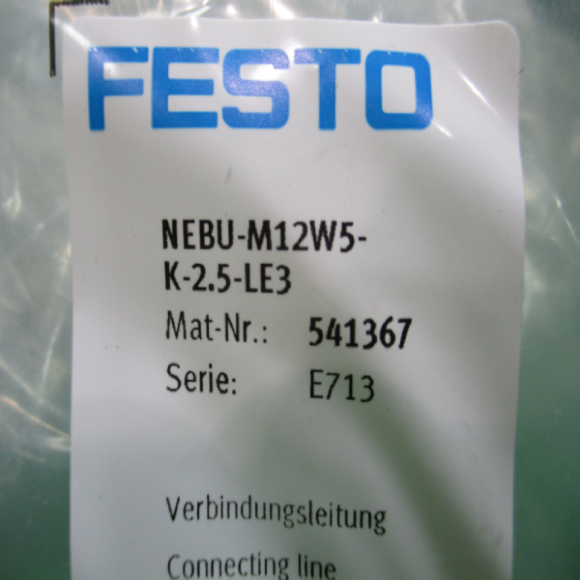 FESTO
NEBU-M12W5-
K-2.5-LE3
Mat-Nr.: 541367
Serie: E713
Verbindungsleitung
Connecting line